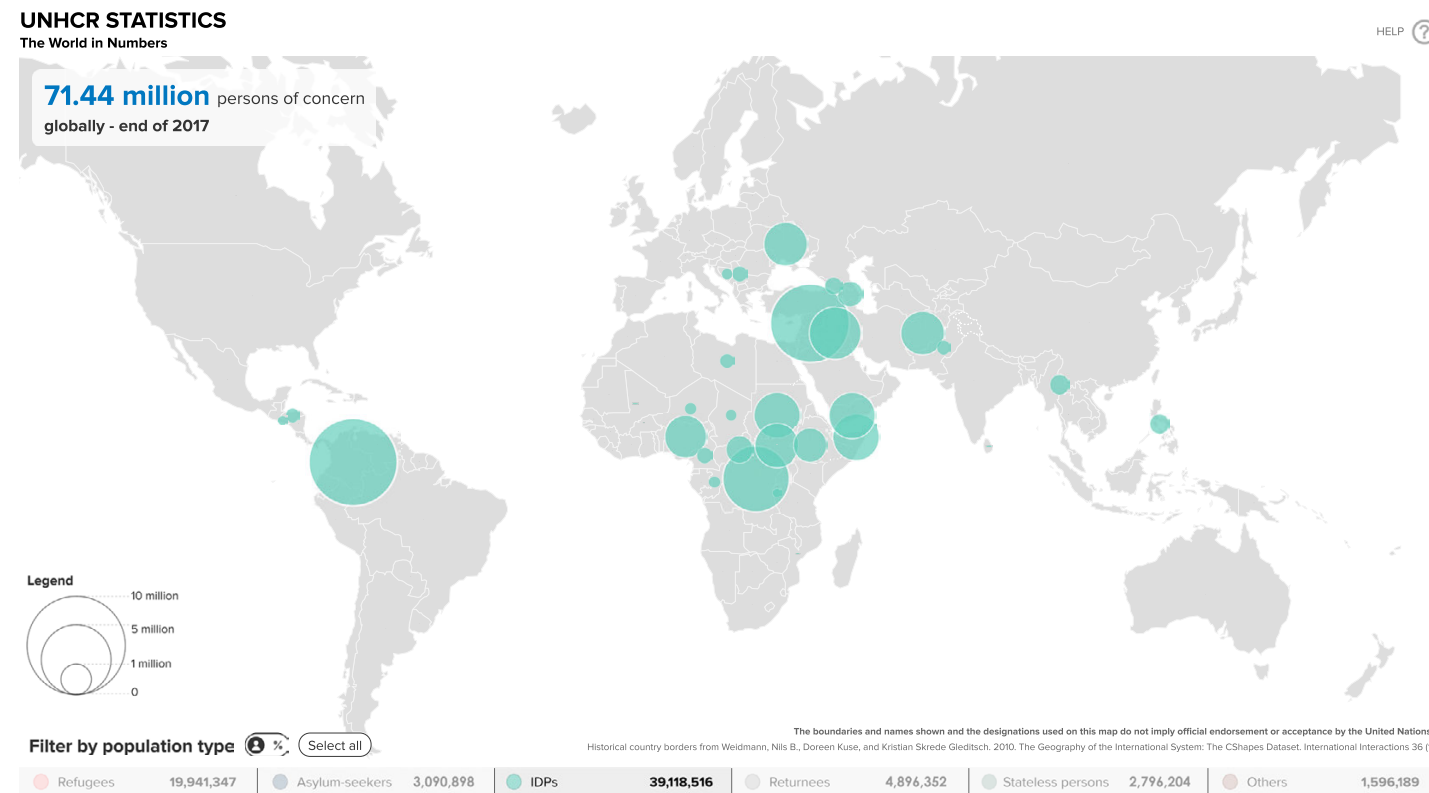 UNHCR STATISTICS
The World in Numbers
HELP ?
71.44 million persons of concern
globally - end of 2017
Legend
10 million
5 million
1 million
0
Filter by population type % Select all
The boundaries and names shown and the designations used on this map do not imply official endorsement or acceptance by the United Nations
Historical country borders from Weidmann, Nils B., Doreen Kuse, and Kristian Skrede Gleditsch. 2010. The Geography of the International System: The CShapes Dataset. International Interactions 36 (
Refugees 19,941,347 Asylum-seekers 3,090,898 IDPs 39,118,516 Returnees 4,896,352 Stateless persons 2,796,204 Others 1,596,189